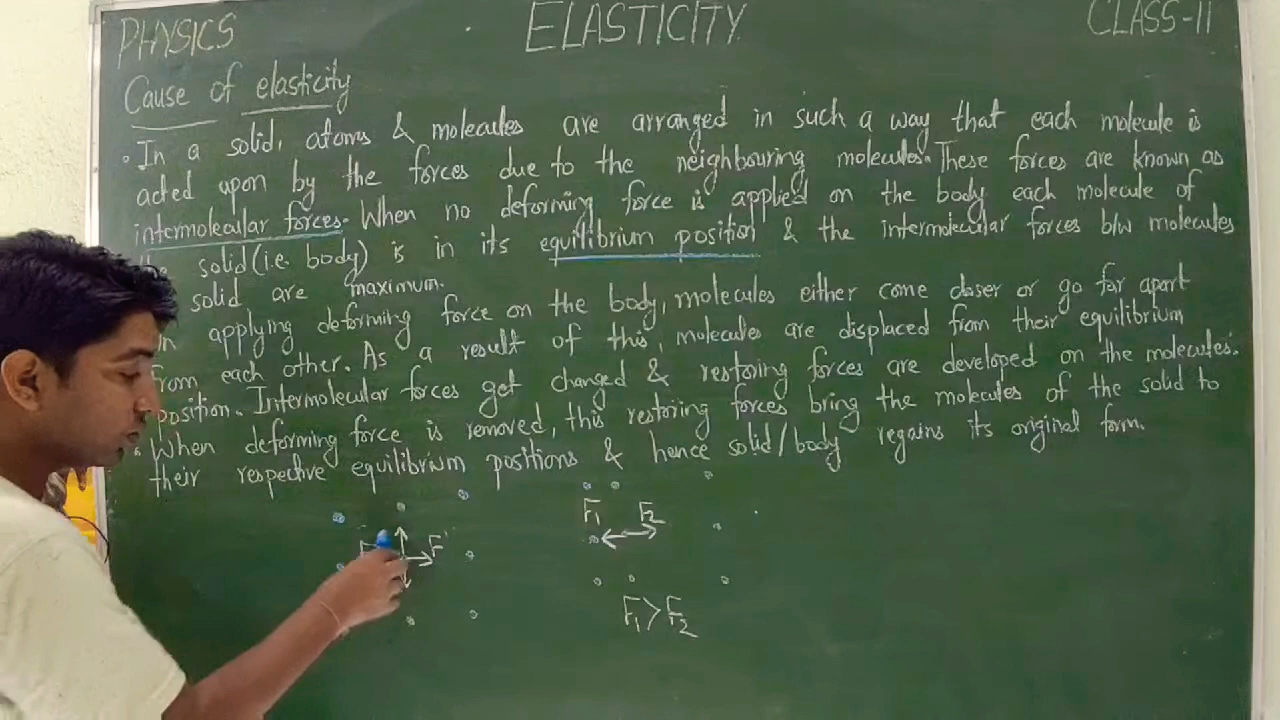 PHYSICS ELASTICITY CLASS-11
Cause of elasticity
• In a solid, atoms & molecules are arranged in such a way that each molecule is
acted upon by the forces due to the neighbouring molecules. These forces are known as
intermolecular forces. When no deforming force is applied on the body each molecule of
solid (i.e. body) is in its equilibrium position & the intermolecular forces b/w molecules
solid are maximum.
applying deforming force on the body, molecules either come closer or go far apart
from each other. As a result of this, molecules are displaced from their equilibrium
position. Intermolecular forces get changed & restoring forces are developed on the molecules.
• When deforming force is removed, this restoring forces bring the molecules of the solid to
their respective equilibrium positions & hence solid/body regains its original form.
F F
F₁ F₂
F₁ > F₂